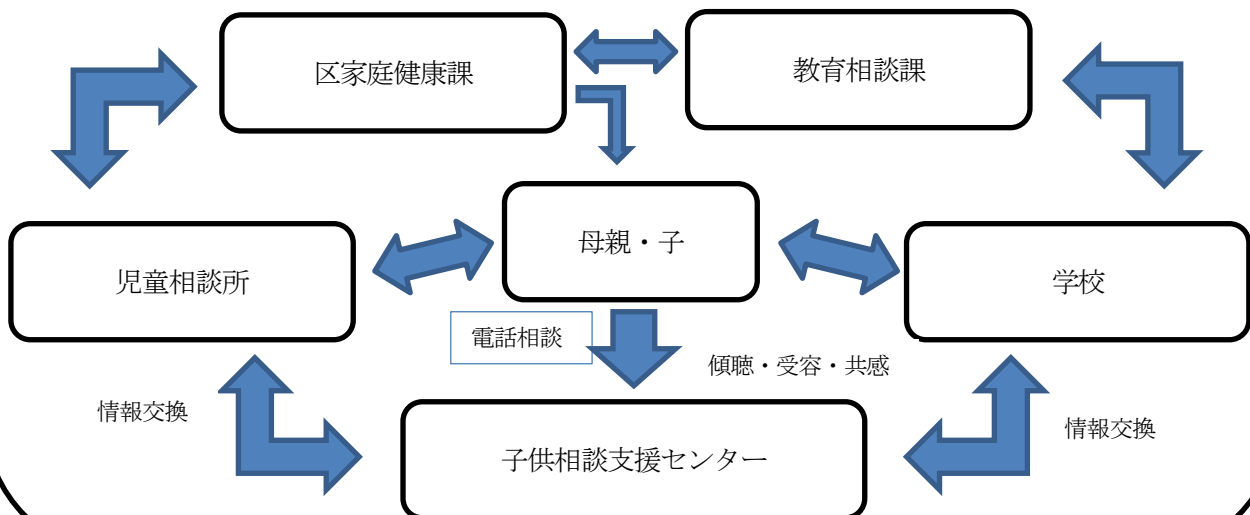 区家庭健康課
教育相談課
母親・子
児童相談所
学校
電話相談
傾聴・受容・共感
情報交換
情報交換
子供相談支援センター